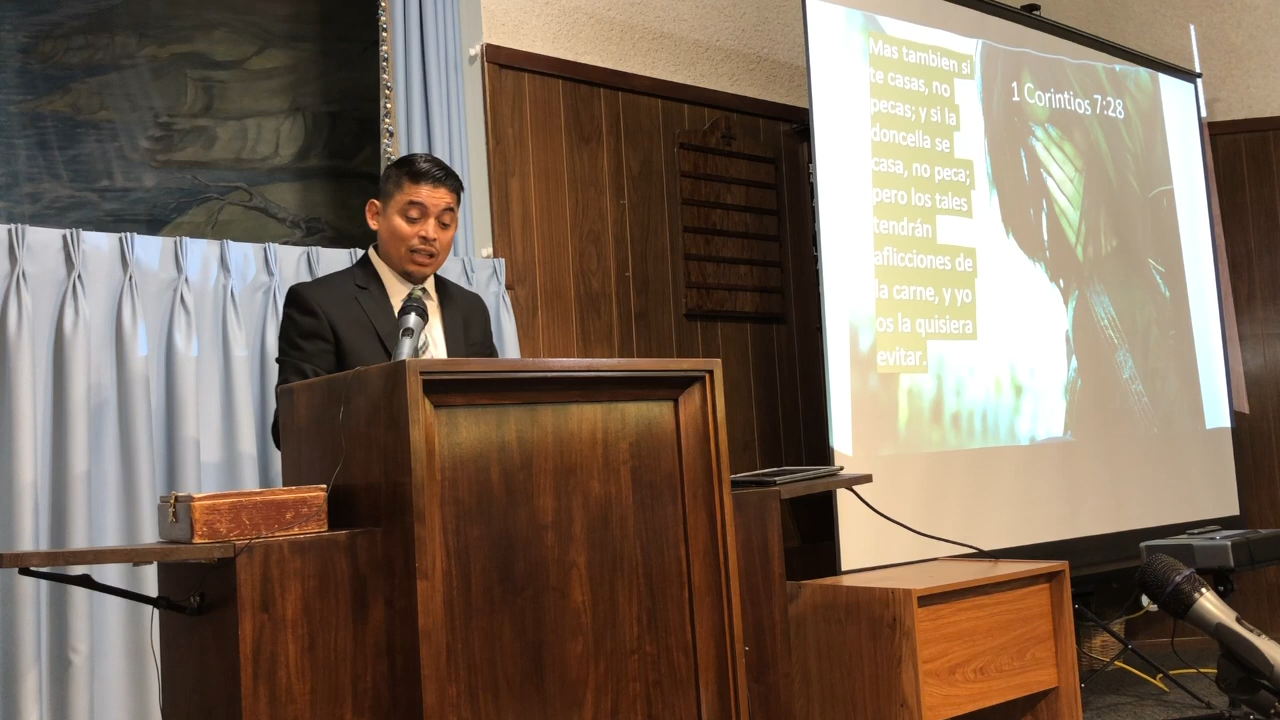 Mas tambien si
te casas, no
pecas; y si la
doncella se
casa, no peca;
pero los tales
tendrán
aflicciones de
la carne, y yo
os la quisiera
evitar.
1 Corintios 7:28